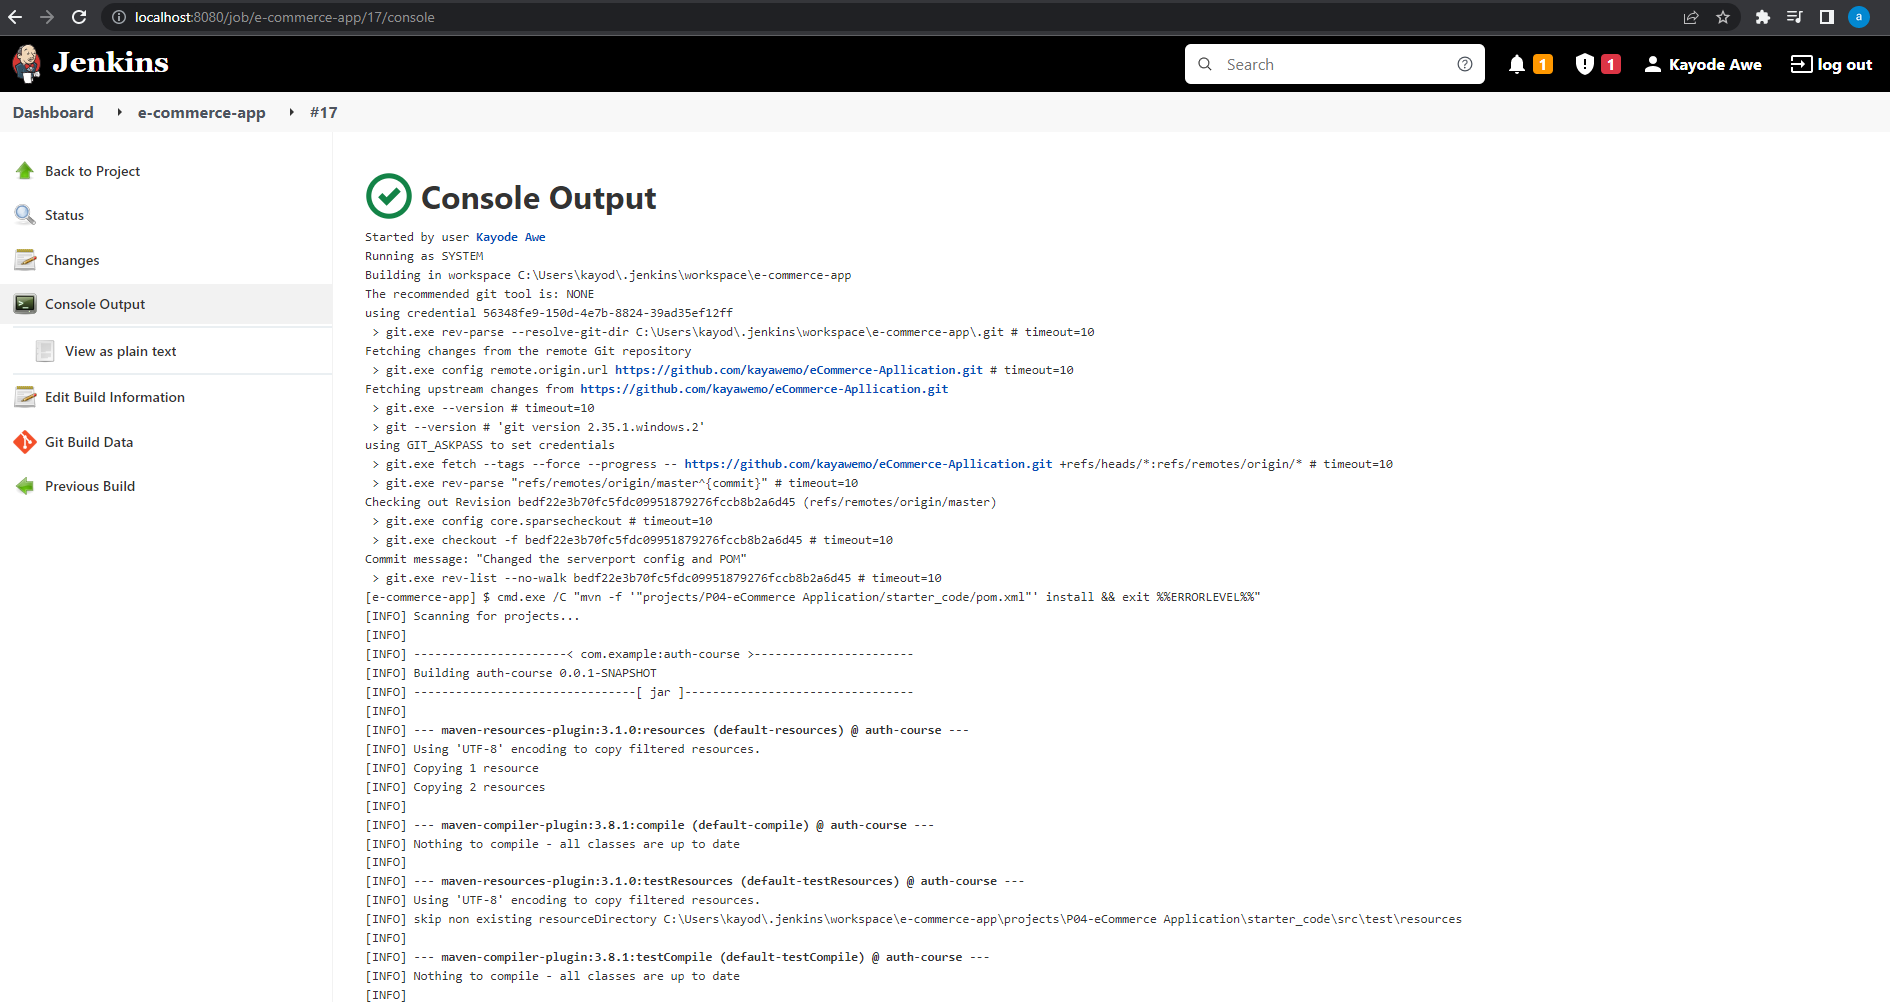 localhost:8080/job/e-commerce-app/17/console
a
Jenkins
Search
1
1
Kayode Awe
log out
Dashboard
e-commerce-app
#17
Back to Project
Status
Changes
Console Output
View as plain text
Edit Build Information
Git Build Data
Previous Build
Console Output
Started by user Kayode Awe
Running as SYSTEM
Building in workspace C:\Users\kayod\.jenkins\workspace\e-commerce-app
The recommended git tool is: NONE
using credential 56348fe9-150d-4e7b-8824-39ad35ef12ff
> git.exe rev-parse --resolve-git-dir C:\Users\kayod\.jenkins\workspace\e-commerce-app\.git # timeout=10
Fetching changes from the remote Git repository
> git.exe config remote.origin.url https://github.com/kayawemo/eCommerce-Apllication.git # timeout=10
Fetching upstream changes from https://github.com/kayawemo/eCommerce-Apllication.git
> git.exe --version # timeout=10
> git --version # 'git version 2.35.1.windows.2'
using GIT_ASKPASS to set credentials
> git.exe fetch --tags --force --progress -- https://github.com/kayawemo/eCommerce-Apllication.git +refs/heads/*:refs/remotes/origin/* # timeout=10
> git.exe rev-parse "refs/remotes/origin/master^{commit}" # timeout=10
Checking out Revision bedf22e3b70fc5fdc09951879276fccb8b2a6d45 (refs/remotes/origin/master)
> git.exe config core.sparsecheckout # timeout=10
> git.exe checkout -f bedf22e3b70fc5fdc09951879276fccb8b2a6d45 # timeout=10
Commit message: "Changed the serverport config and POM"
> git.exe rev-list --no-walk bedf22e3b70fc5fdc09951879276fccb8b2a6d45 # timeout=10
[e-commerce-app] $ cmd.exe /C "mvn -f '"projects/P04-eCommerce Application/starter_code/pom.xml"' install && exit %%ERRORLEVEL%%"
[INFO] Scanning for projects...
[INFO]
[INFO] ----------------------< com.example:auth-course >-----------------------
[INFO] Building auth-course 0.0.1-SNAPSHOT
[INFO] --------------------------------[ jar ]---------------------------------
[INFO]
[INFO] --- maven-resources-plugin:3.1.0:resources (default-resources) @ auth-course ---
[INFO] Using 'UTF-8' encoding to copy filtered resources.
[INFO] Copying 1 resource
[INFO] Copying 2 resources
[INFO]
[INFO] --- maven-compiler-plugin:3.8.1:compile (default-compile) @ auth-course ---
[INFO] Nothing to compile - all classes are up to date
[INFO]
[INFO] --- maven-resources-plugin:3.1.0:testResources (default-testResources) @ auth-course ---
[INFO] Using 'UTF-8' encoding to copy filtered resources.
[INFO] skip non existing resourceDirectory C:\Users\kayod\.jenkins\workspace\e-commerce-app\projects\P04-eCommerce Application\starter_code\src\test\resources
[INFO]
[INFO] --- maven-compiler-plugin:3.8.1:testCompile (default-testCompile) @ auth-course ---
[INFO] Nothing to compile - all classes are up to date
[INFO]